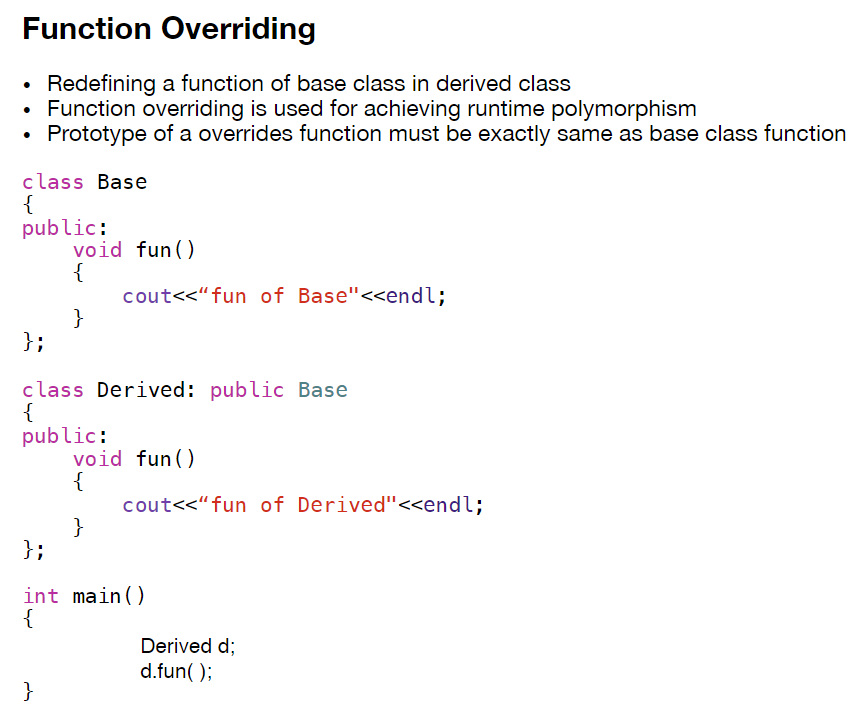 Function Overriding
• Redefining a function of base class in derived class
• Function overriding is used for achieving runtime polymorphism
• Prototype of a overrides function must be exactly same as base class function
class Base
{
public:
    void fun()
    {
        cout<<“fun of Base"<<endl;
    }
};
class Derived: public Base
{
public:
    void fun()
    {
        cout<<“fun of Derived"<<endl;
    }
};
int main()
{
        Derived d;
        d.fun( );
}